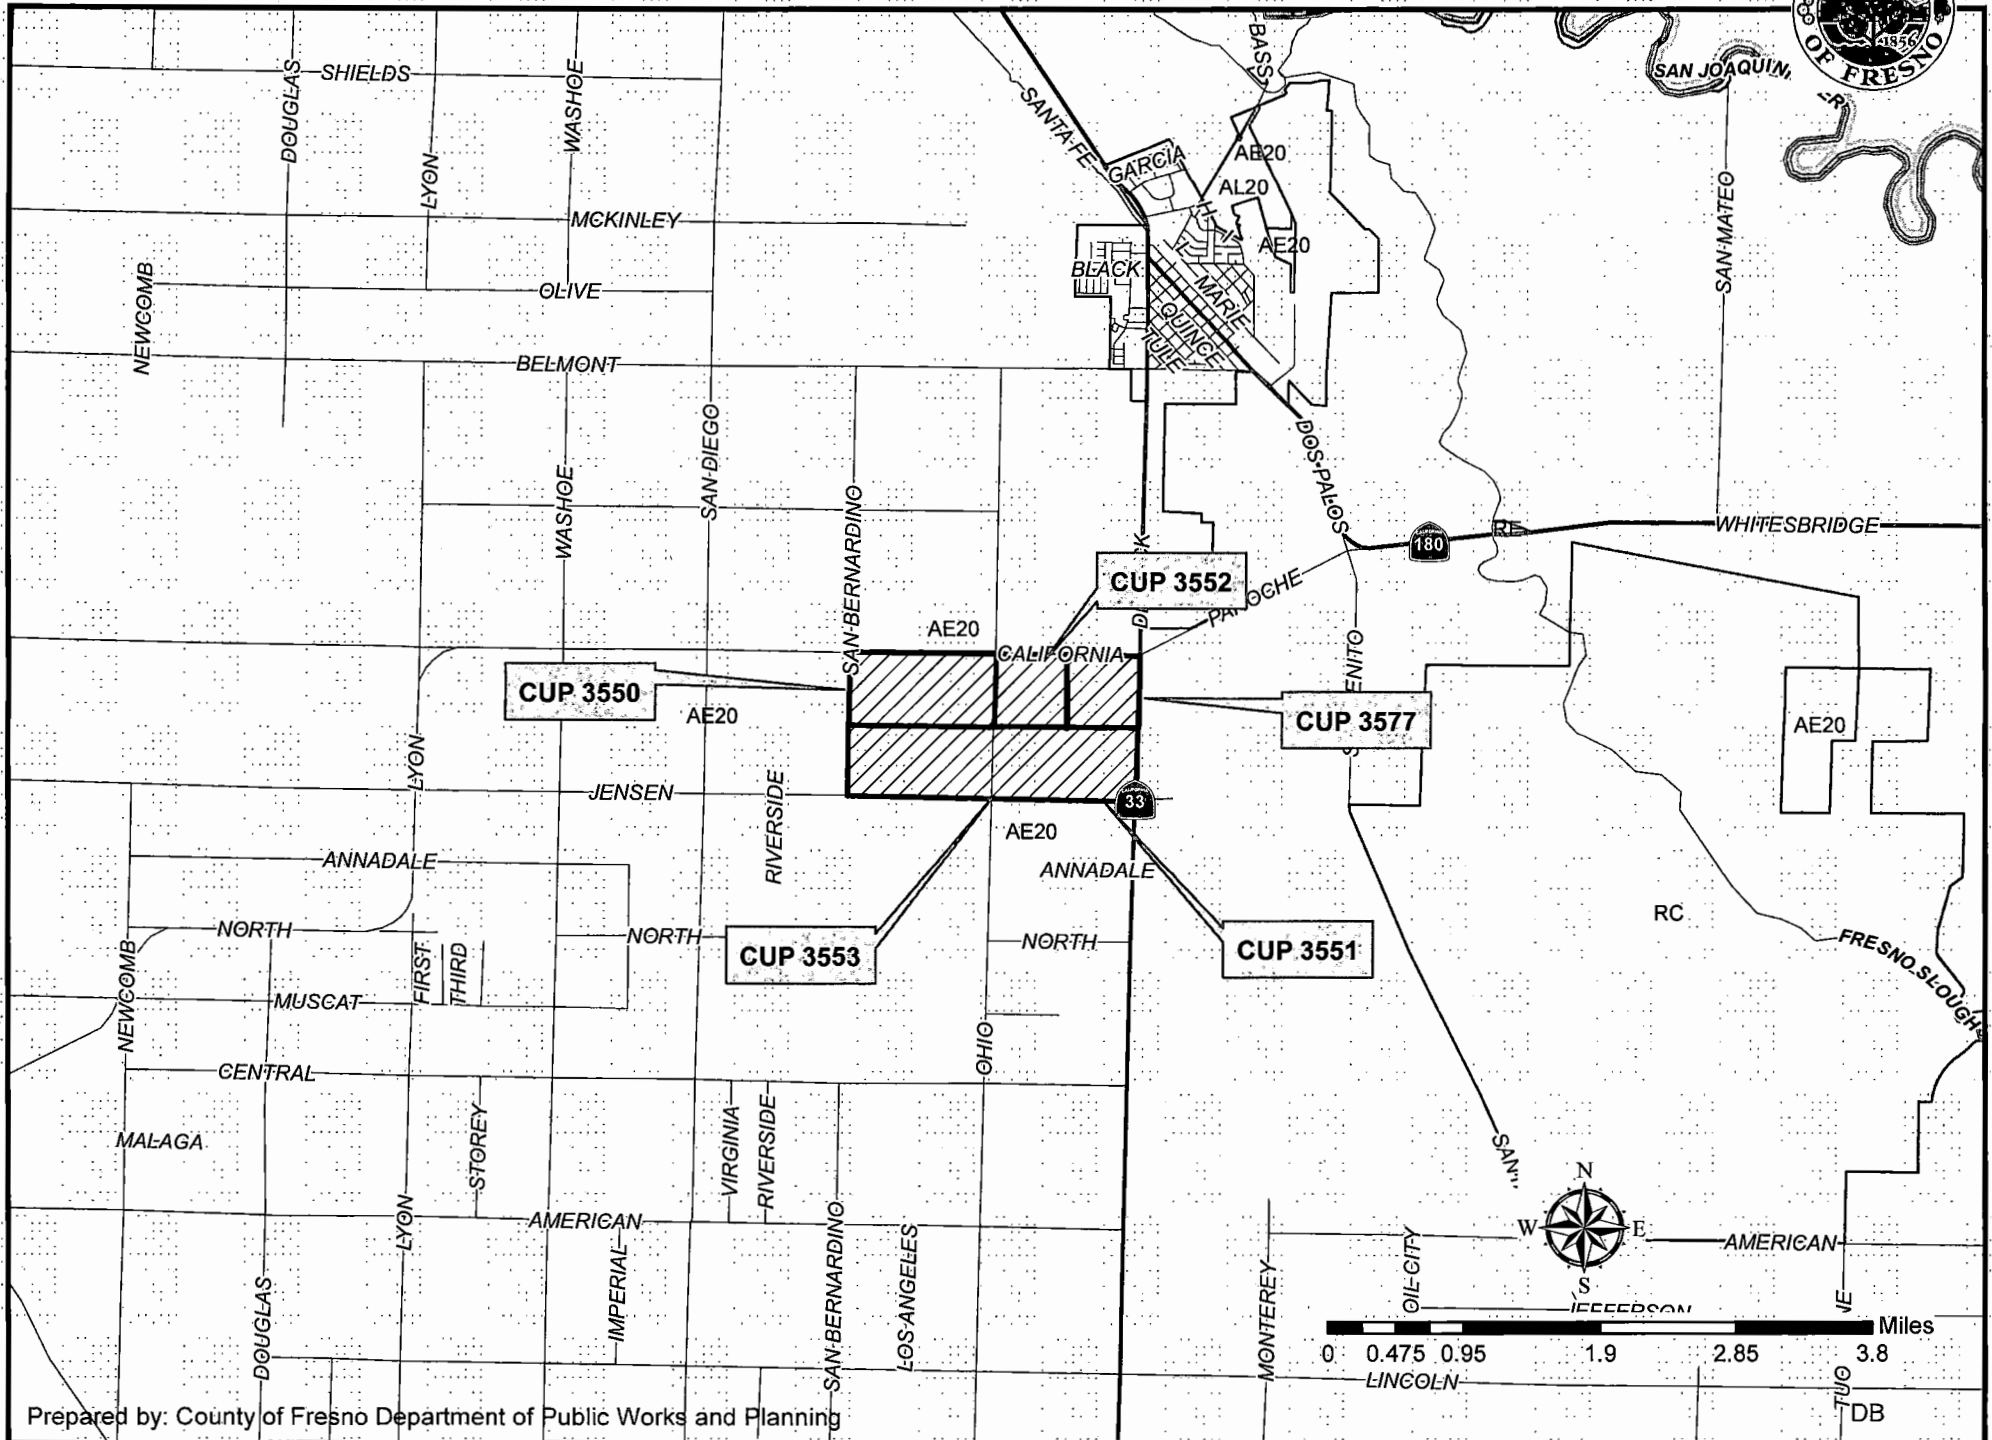 1856
OF FRESNO
SHIELDS
DOUGLAS
WASHOE
LYON
SANTA FE
BASS
SAN JOAQUIN
GARCIA
AE20
AL20
AE20
SAN MATEO
MCKINLEY
NEWCOMB
OLIVE
BLACK
MARIE
QUINCE
TULE
BELMONT
SAN DIEGO
WASHOE
SAN BERNARDINO
DOS PALOS
180
WHITESBRIDGE
CUP 3552
PANOCHE
AE20
CALIFORNIA
CUP 3550
AE20
CUP 3577
AE20
LYON
RIVERSIDE
JENSEN
33
AE20
ANNADALE
ANNADALE
RC
NORTH
NORTH
NORTH
CUP 3553
CUP 3551
FRESNO SLOUGH
NEWCOMB
FIRST
THIRD
MUSCAT
OHIO
CENTRAL
MALAGA
STOREY
VIRGINIA
RIVERSIDE
SAN
N
W
E
S
LYON
AMERICAN
AMERICAN
IMPERIAL
SAN BERNARDINO
LOS ANGELES
MONTEREY
OIL CITY
JEFFERSON
DOUGLAS
Miles
0 0.475 0.95 1.9 2.85 3.8
LINCOLN
Prepared by: County of Fresno Department of Public Works and Planning
DB